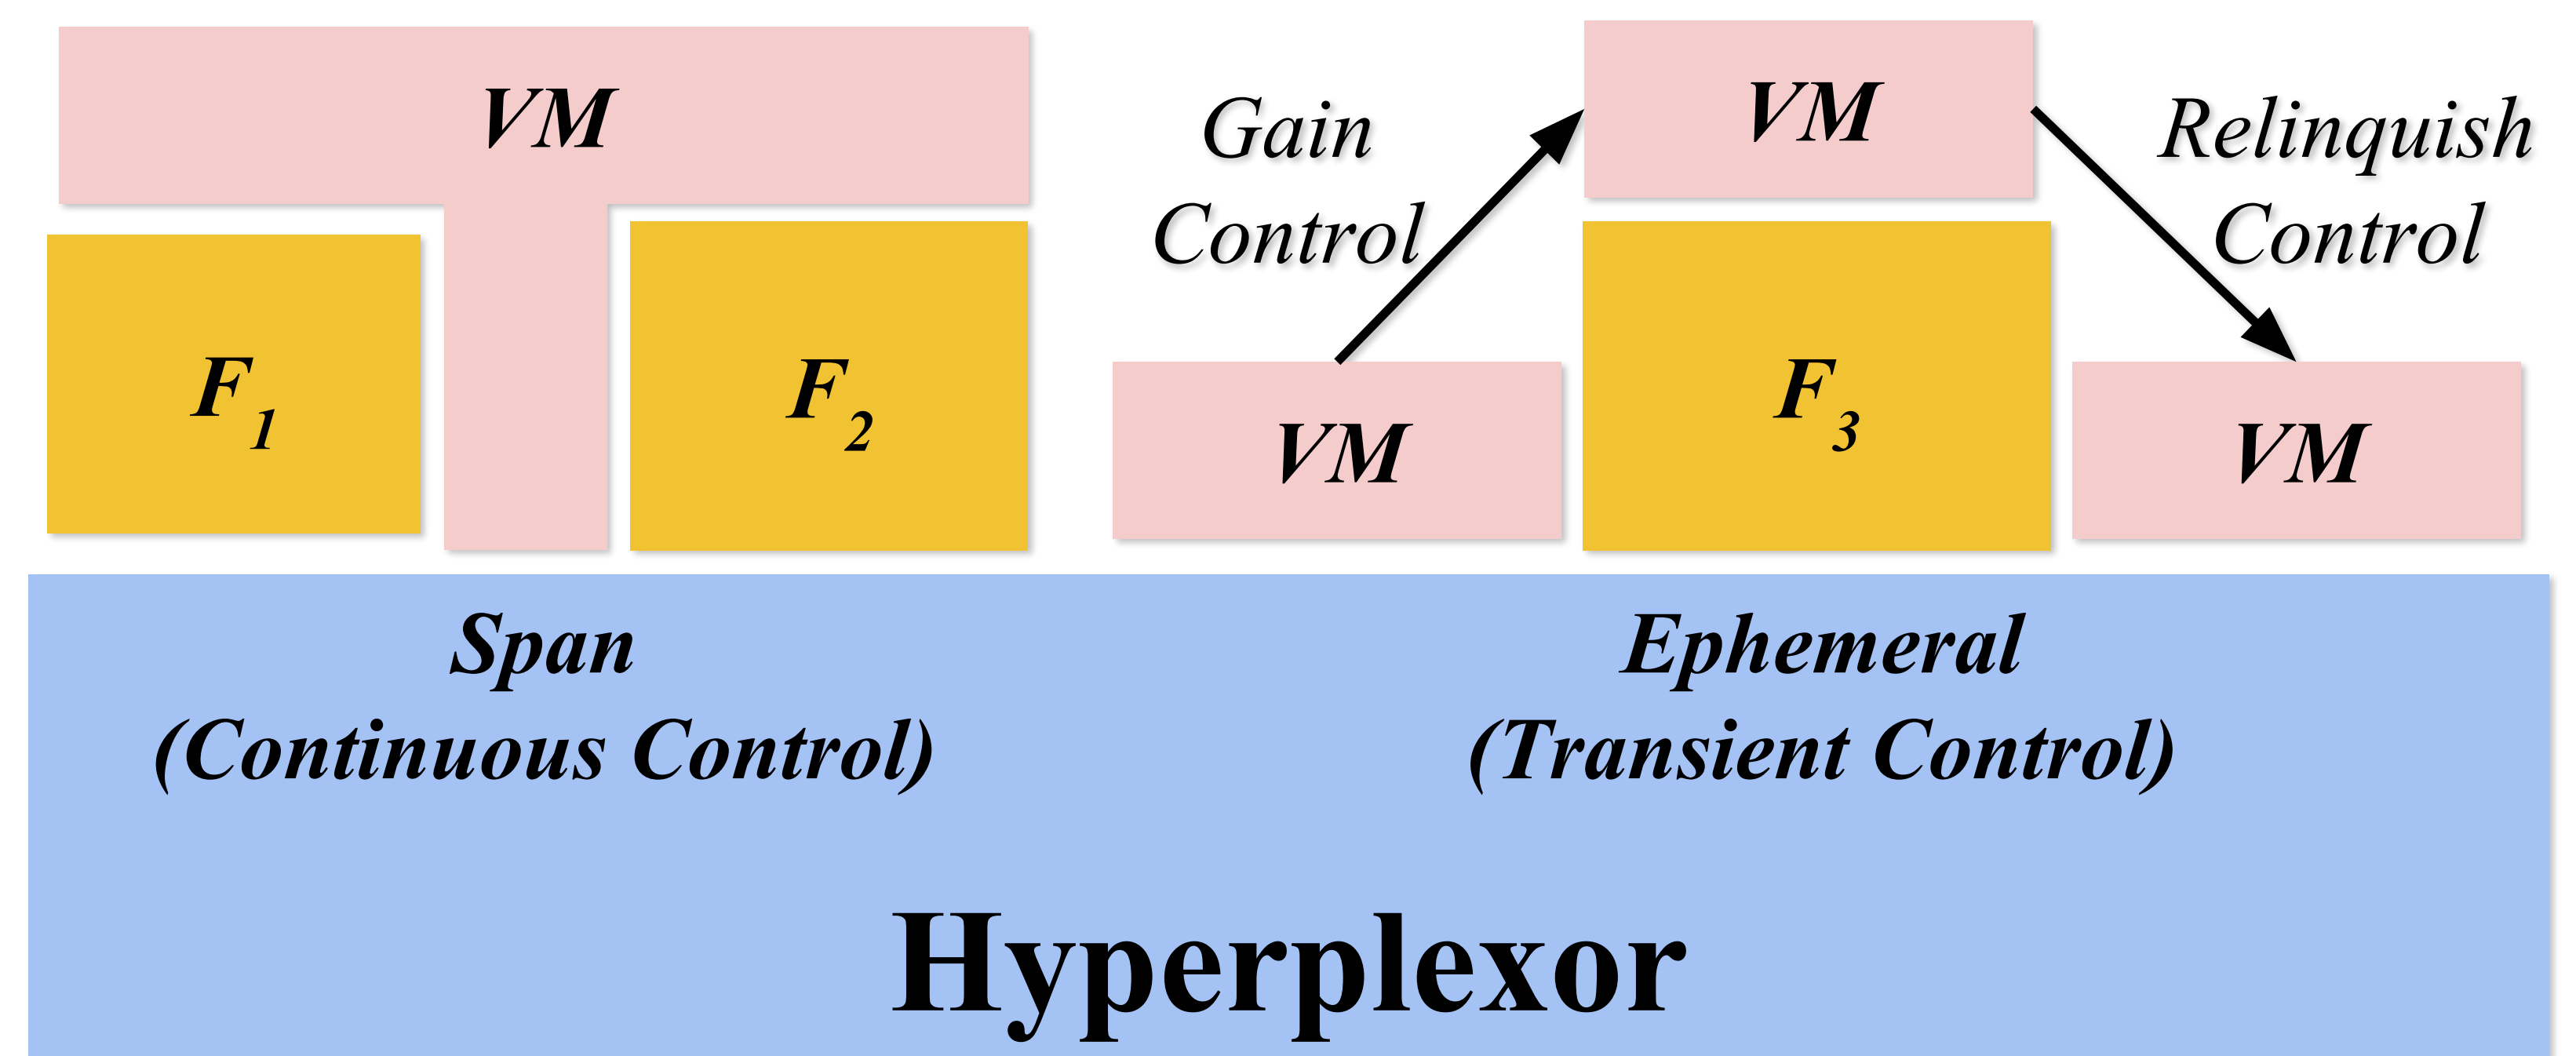 VM
F1
F2
Gain
Control
VM
VM
F3
Relinquish
Control
VM
Span
(Continuous Control)
Ephemeral
(Transient Control)
Hyperplexor